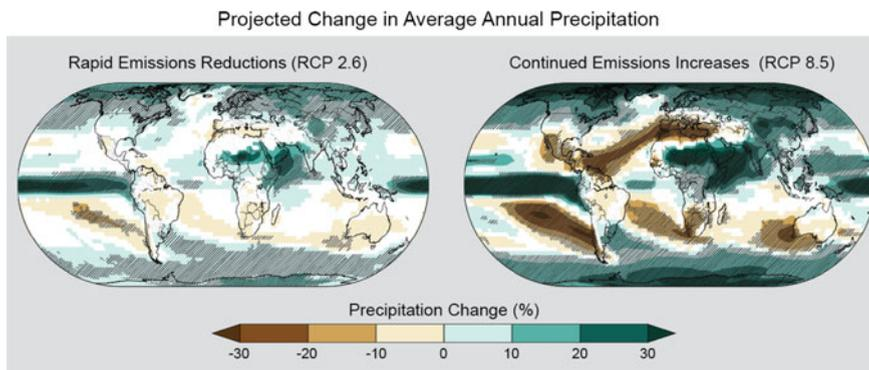 Projected Change in Average Annual Precipitation
Rapid Emissions Reductions (RCP 2.6)
Continued Emissions Increases (RCP 8.5)
Precipitation Change (%)
-30 -20 -10 0 10 20 30